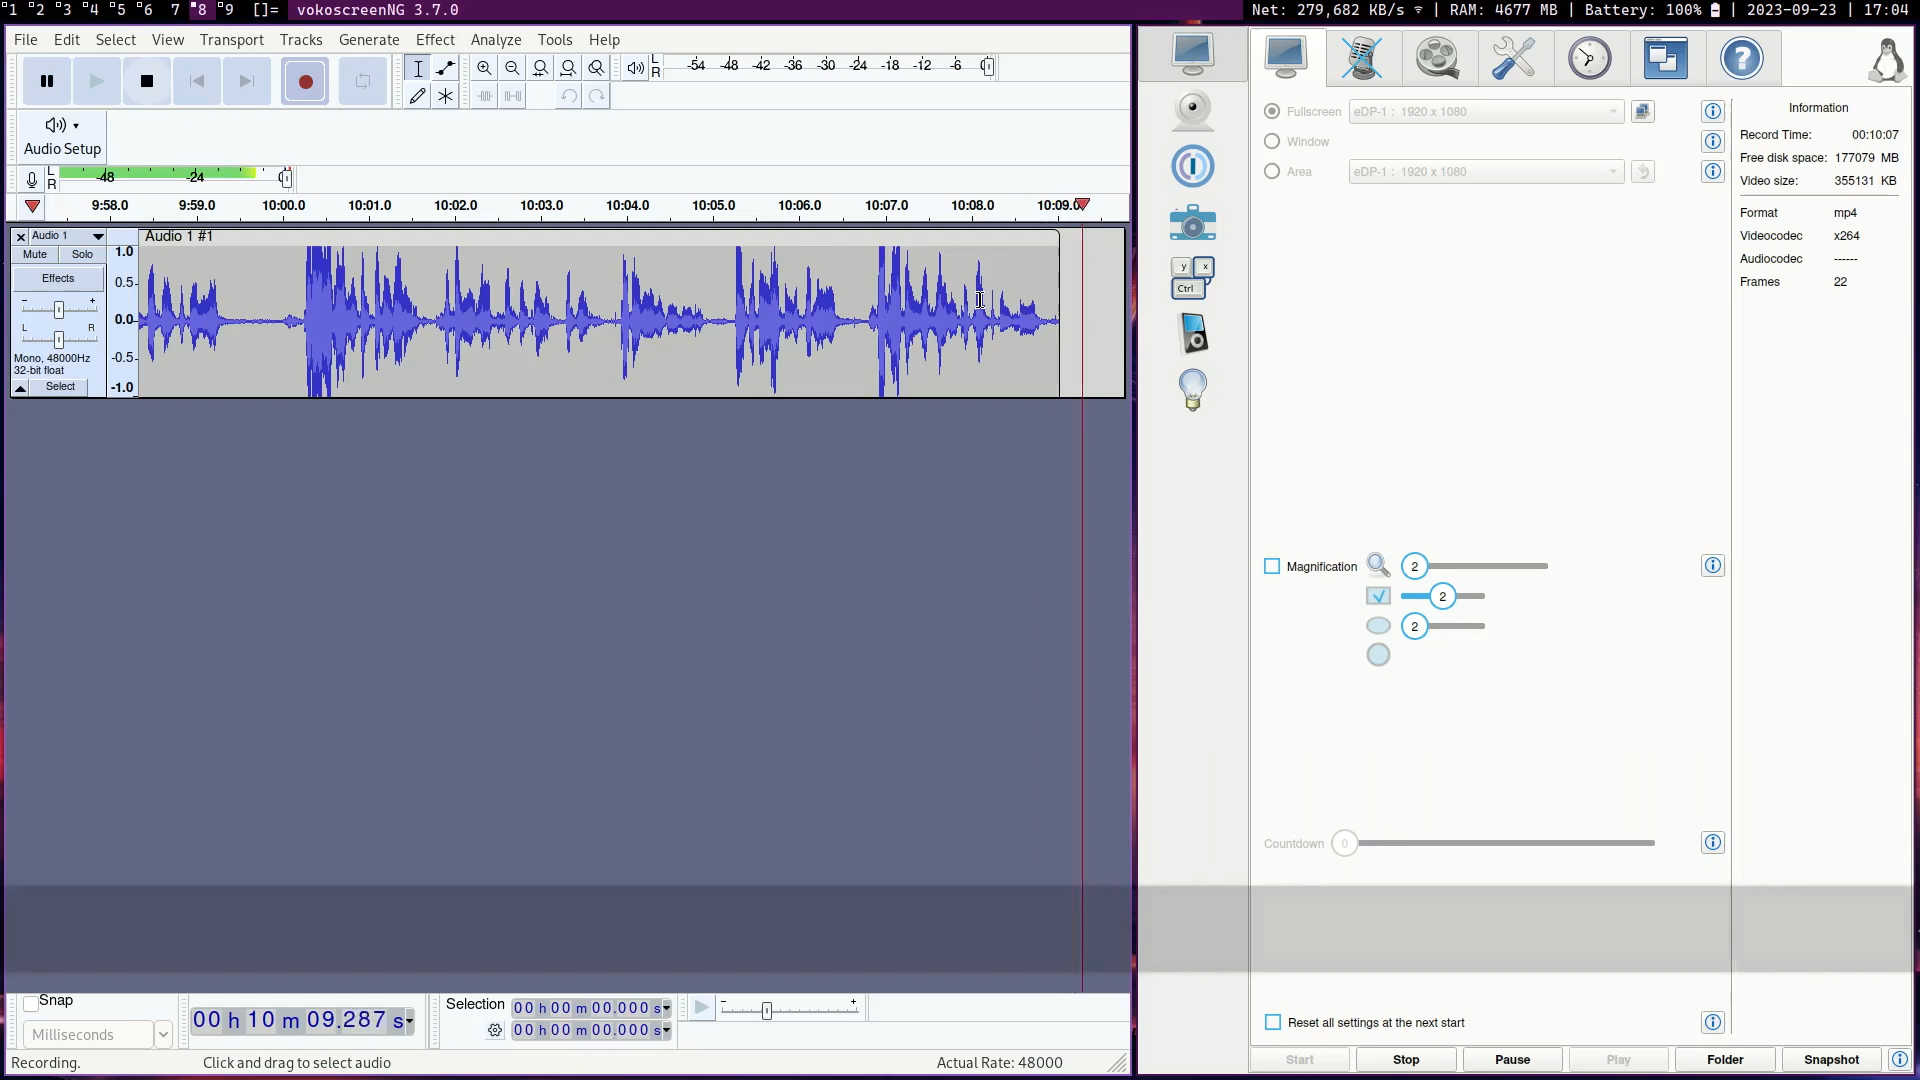 1 2 3 4 5 6 7 8 9 []= vokoscreenNG 3.7.0 Net: 279,682 KB/s | RAM: 4677 MB | Battery: 100% | 2023-09-23 | 17:04
File Edit Select View Transport Tracks Generate Effect Analyze Tools Help
L
R
-54 -48 -42 -36 -30 -24 -18 -12 -6 0
Audio Setup
L
R
-48 -24 0
9:58.0 9:59.0 10:00.0 10:01.0 10:02.0 10:03.0 10:04.0 10:05.0 10:06.0 10:07.0 10:08.0 10:09.0
Audio 1
Audio 1 #1
Mute Solo
Effects
- +
L R
Mono, 48000Hz
32-bit float
Select
1.0
0.5
0.0
-0.5
-1.0
Snap
Milliseconds
00 h 10 m 09.287 s
Selection
00 h 00 m 00.000 s
00 h 00 m 00.000 s
- +
Recording. Click and drag to select audio Actual Rate: 48000
y x
Ctrl
Fullscreen eDP-1 : 1920 x 1080
Window
Area eDP-1 : 1920 x 1080
Magnification 2
2
2
Countdown 0
Reset all settings at the next start
Information
Record Time: 00:10:07
Free disk space: 177079 MB
Video size: 355131 KB
Format mp4
Videocodec x264
Audiocodec ------
Frames 22
Start Stop Pause Play Folder Snapshot